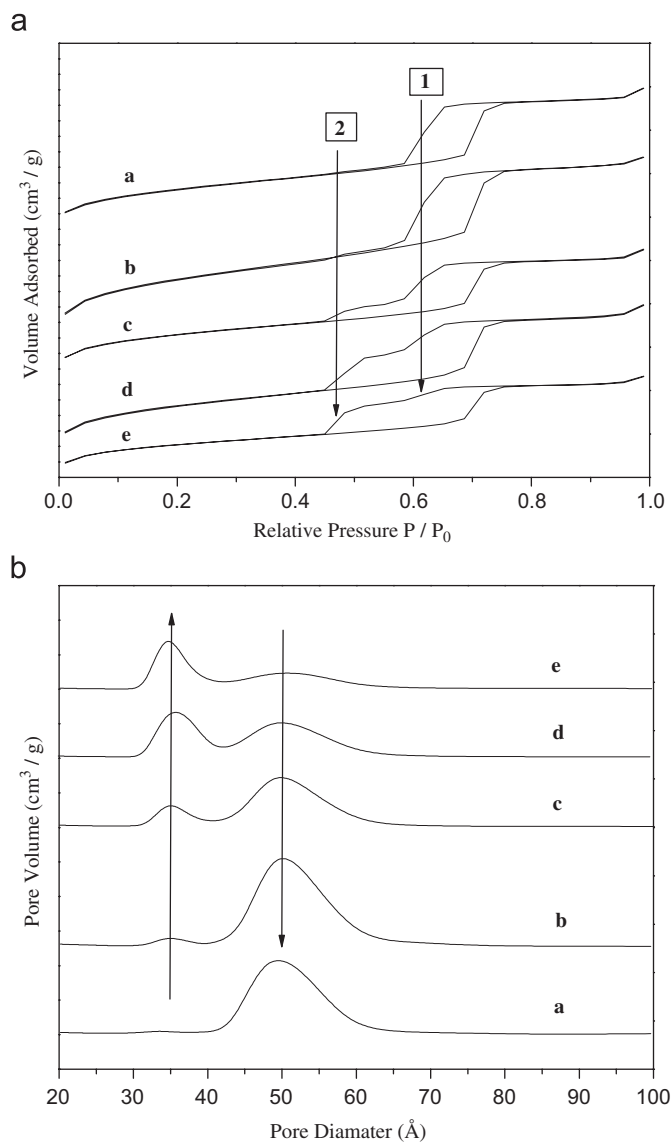 a
1
2
a
b
c
d
e
Volume Adsorbed (cm³ / g)
0.0 0.2 0.4 0.6 0.8 1.0
Relative Pressure P / P₀
b
e
d
c
b
a
Pore Volume (cm³ / g)
20 30 40 50 60 70 80 90 100
Pore Diamater (Å)